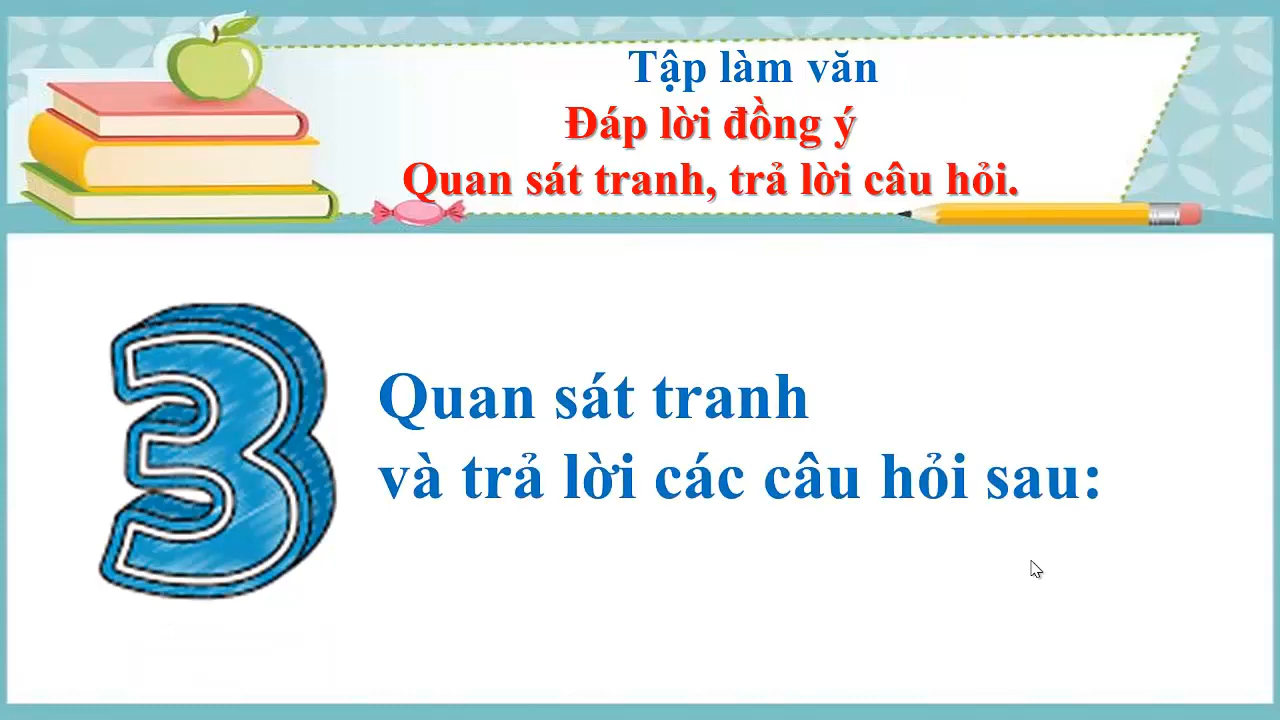 Tập làm văn
Đáp lời đồng ý
Quan sát tranh, trả lời câu hỏi.
3
Quan sát tranh
và trả lời các câu hỏi sau: